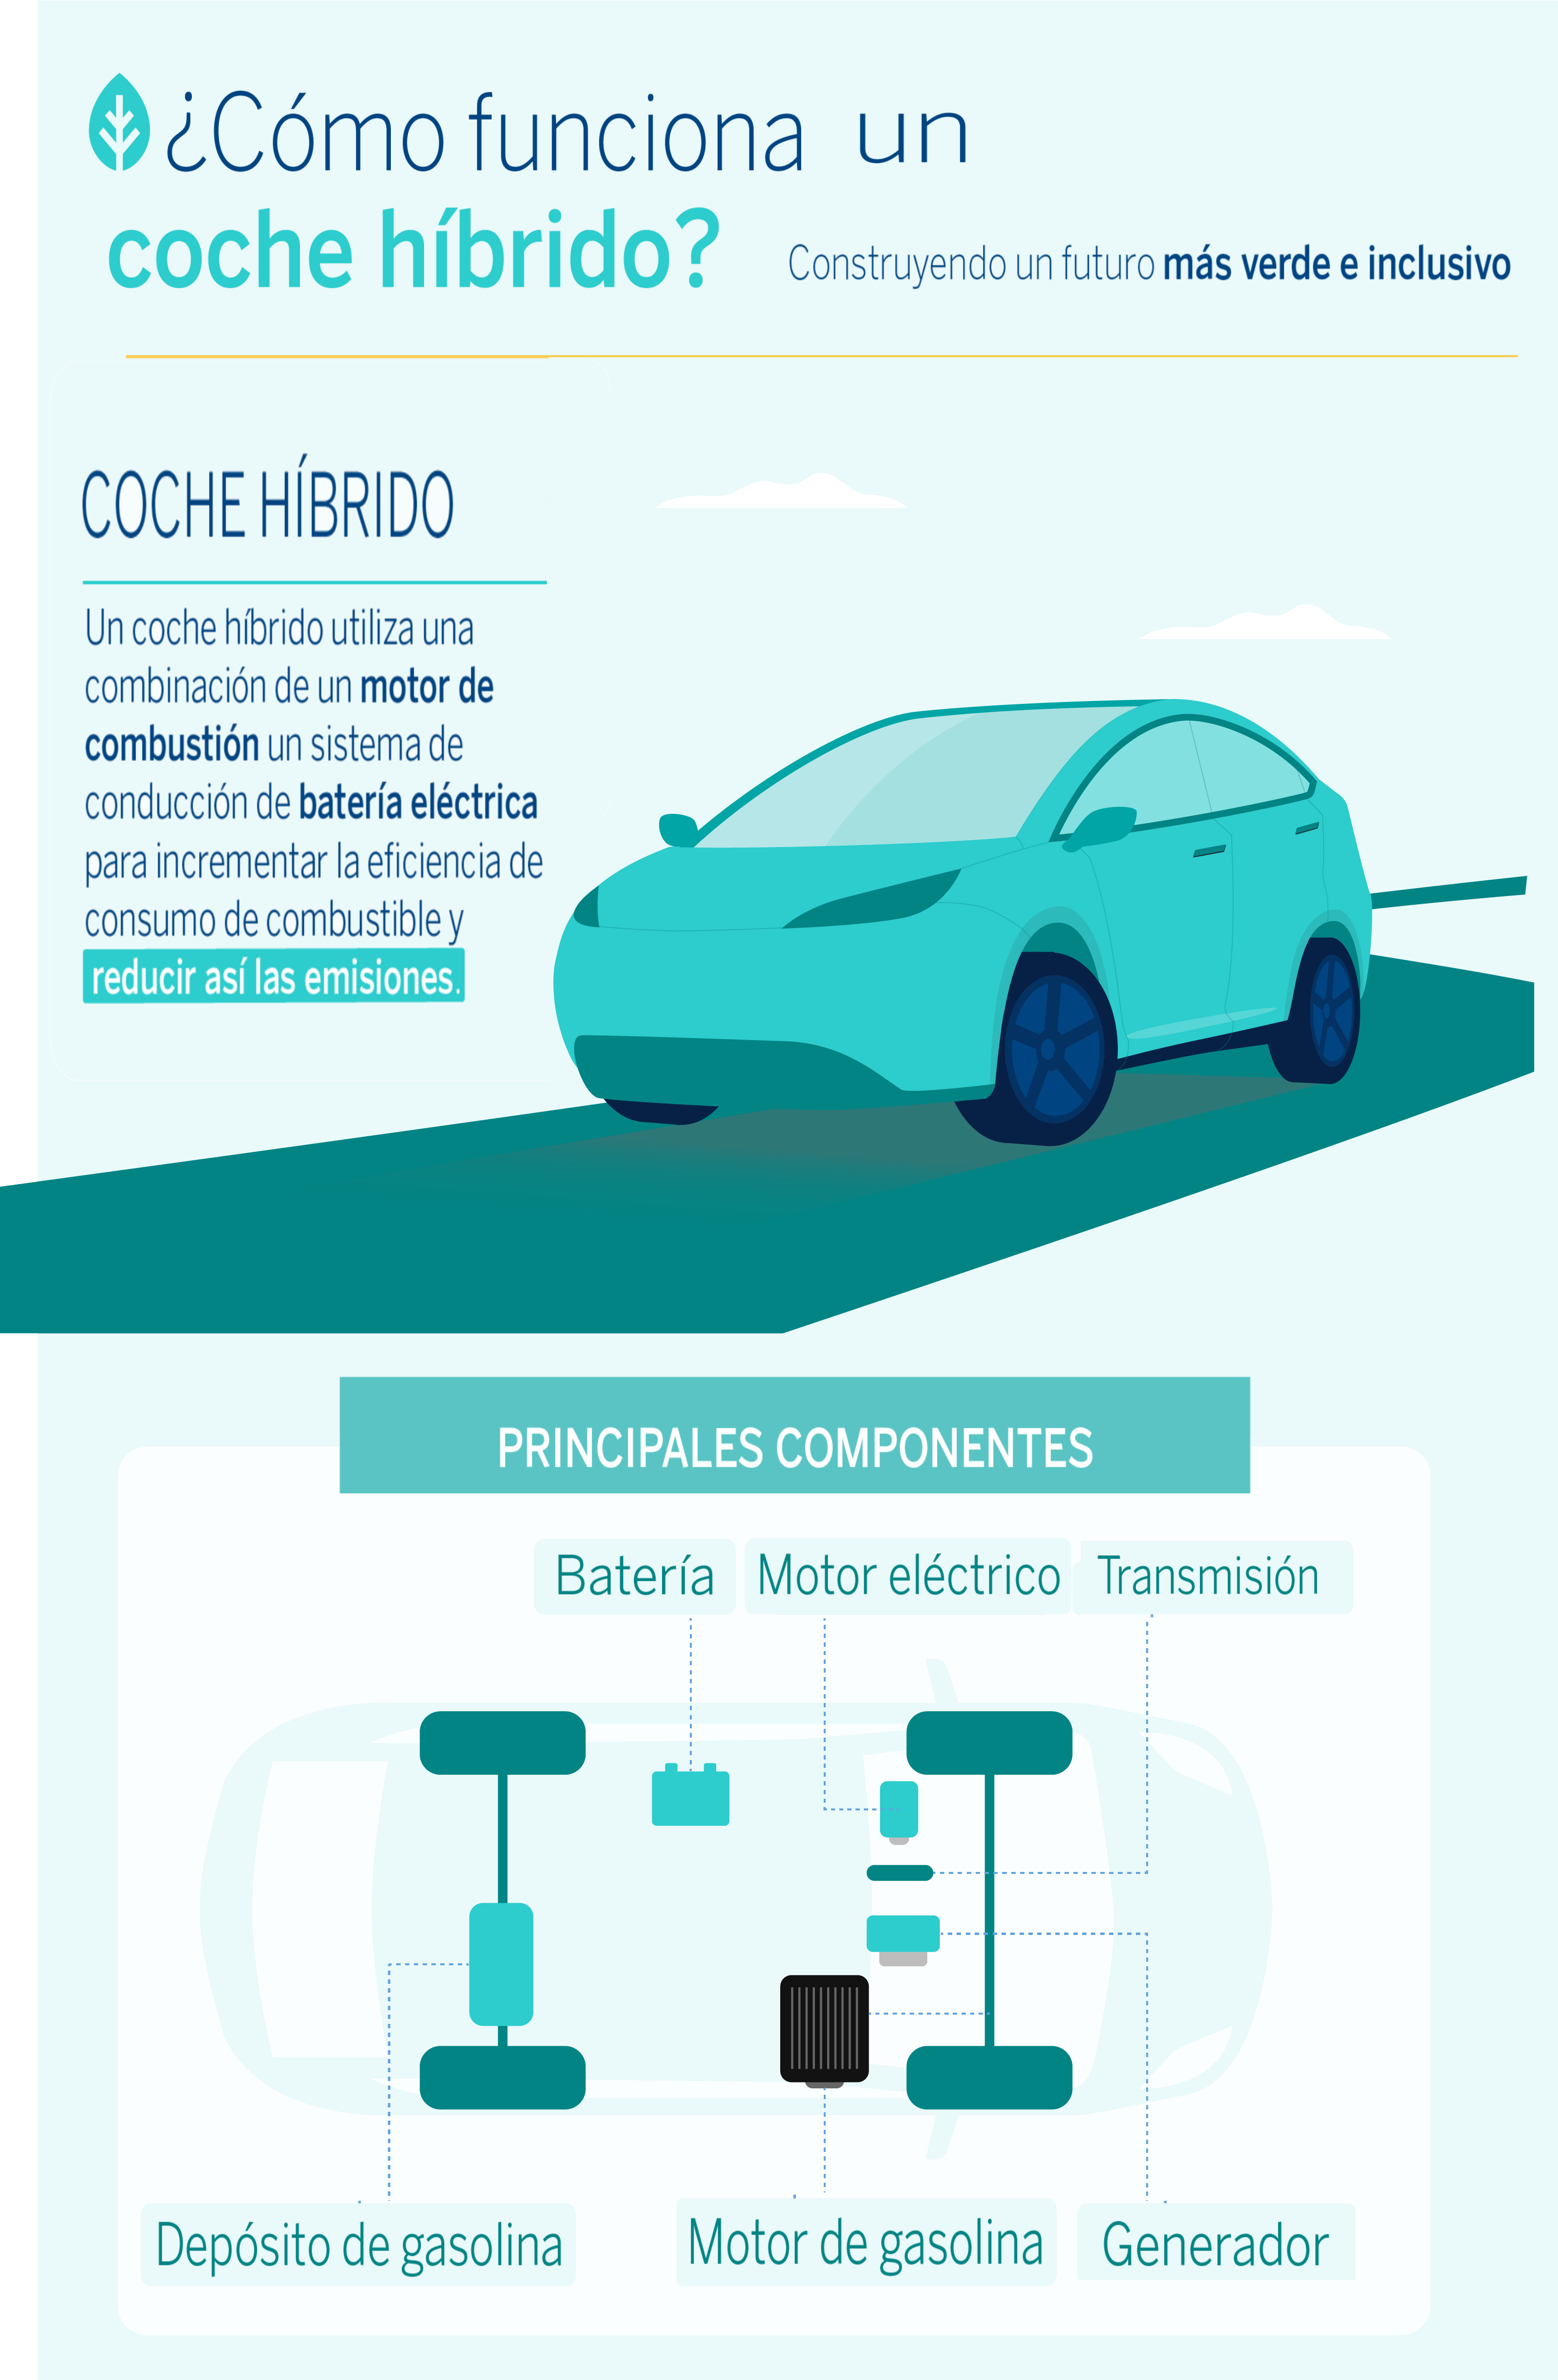 ¿Cómo funciona un
coche híbrido?
Construyendo un futuro más verde e inclusivo
COCHE HÍBRIDO
Un coche híbrido utiliza una
combinación de un motor de
combustión un sistema de
conducción de batería eléctrica
para incrementar la eficiencia de
consumo de combustible y
reducir así las emisiones.
PRINCIPALES COMPONENTES
Batería
Motor eléctrico
Transmisión
Depósito de gasolina
Motor de gasolina
Generador